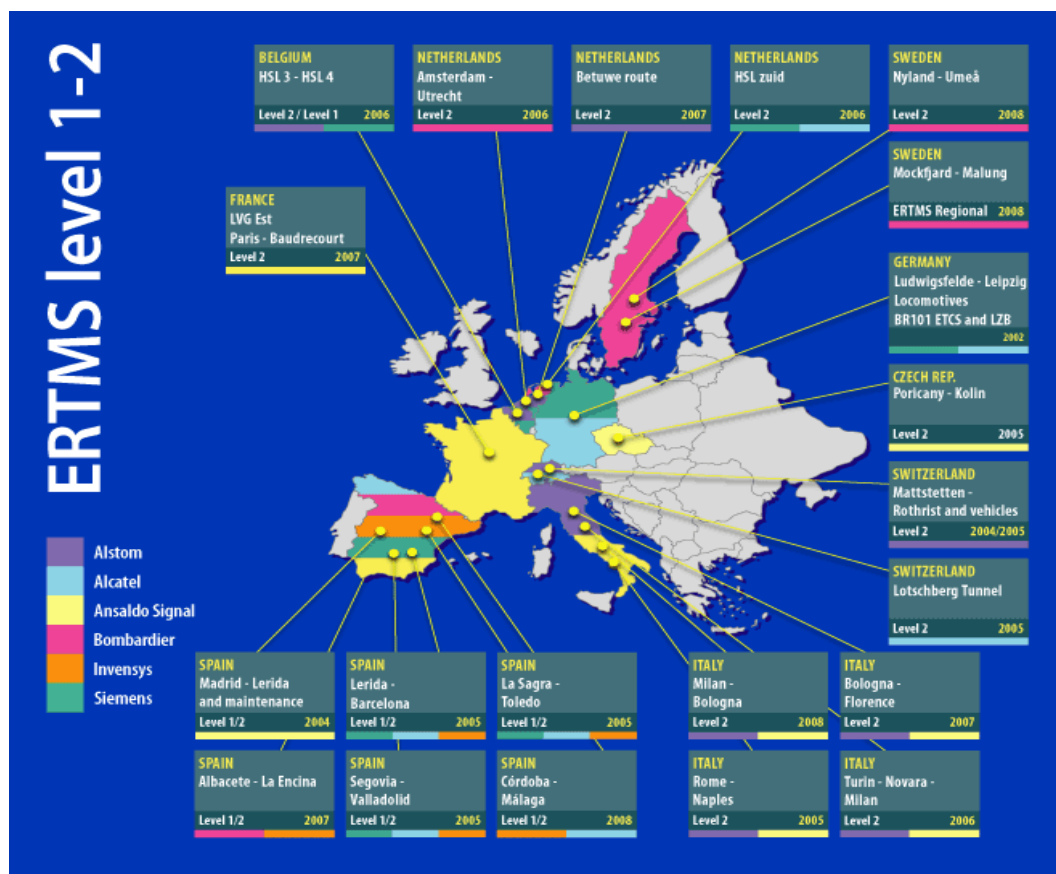 ERTMS level 1-2
BELGIUM
HSL 3 - HSL 4
Level 2 / Level 1 2006
NETHERLANDS
Amsterdam -
Utrecht
Level 2 2006
NETHERLANDS
Betuwe route
Level 2 2007
NETHERLANDS
HSL zuid
Level 2 2006
SWEDEN
Nyland - Umeå
Level 2 2008
SWEDEN
Mockfjard - Malung
ERTMS Regional 2008
FRANCE
LVG Est
Paris - Baudrecourt
Level 2 2007
GERMANY
Ludwigsfelde - Leipzig
Locomotives
BR101 ETCS and LZB
2002
CZECH REP.
Poricany - Kolin
Level 2 2005
SWITZERLAND
Mattstetten -
Rothrist and vehicles
Level 2 2004/2005
SWITZERLAND
Lotschberg Tunnel
Level 2 2005
Alstom
Alcatel
Ansaldo Signal
Bombardier
Invensys
Siemens
SPAIN
Madrid - Lerida
and maintenance
Level 1/2 2004
SPAIN
Lerida -
Barcelona
Level 1/2 2005
SPAIN
La Sagra -
Toledo
Level 1/2 2005
ITALY
Milan -
Bologna
Level 2 2008
ITALY
Bologna -
Florence
Level 2 2007
SPAIN
Albacete - La Encina
Level 1/2 2007
SPAIN
Segovia -
Valladolid
Level 1/2 2005
SPAIN
Córdoba -
Málaga
Level 1/2 2008
ITALY
Rome -
Naples
Level 2 2005
ITALY
Turin - Novara -
Milan
Level 2 2006